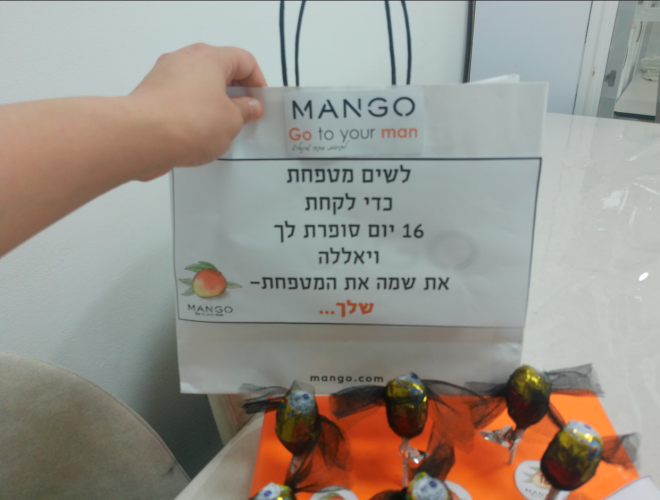 MANGO
Go to your man
לשים מטפחת
כדי לקחת
16 יום סופרת לך
ויאללה
את שמה את המטפחת-
שלך...
MANGO
mango.com